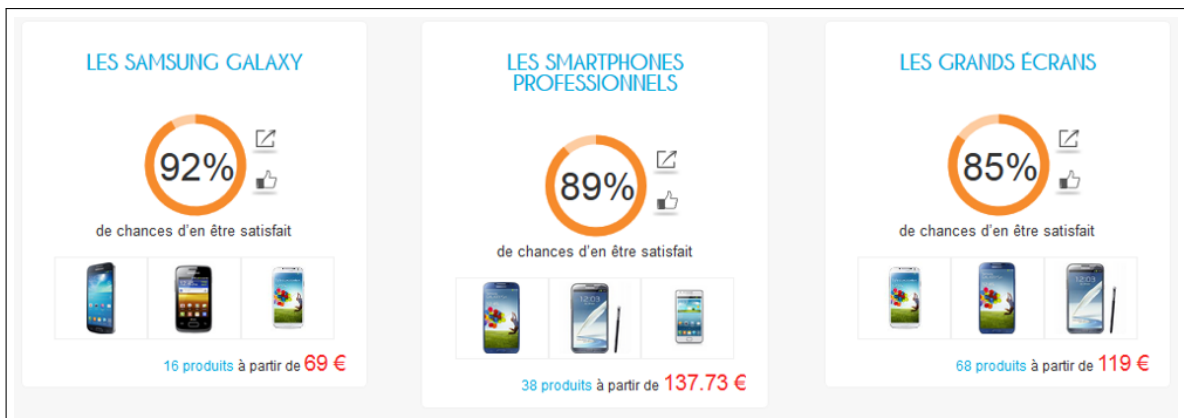 LES SAMSUNG GALAXY
92%
de chances d'en être satisfait
16 produits à partir de 69 €
LES SMARTPHONES
PROFESSIONNELS
89%
de chances d'en être satisfait
38 produits à partir de 137.73 €
LES GRANDS ÉCRANS
85%
de chances d'en être satisfait
68 produits à partir de 119 €